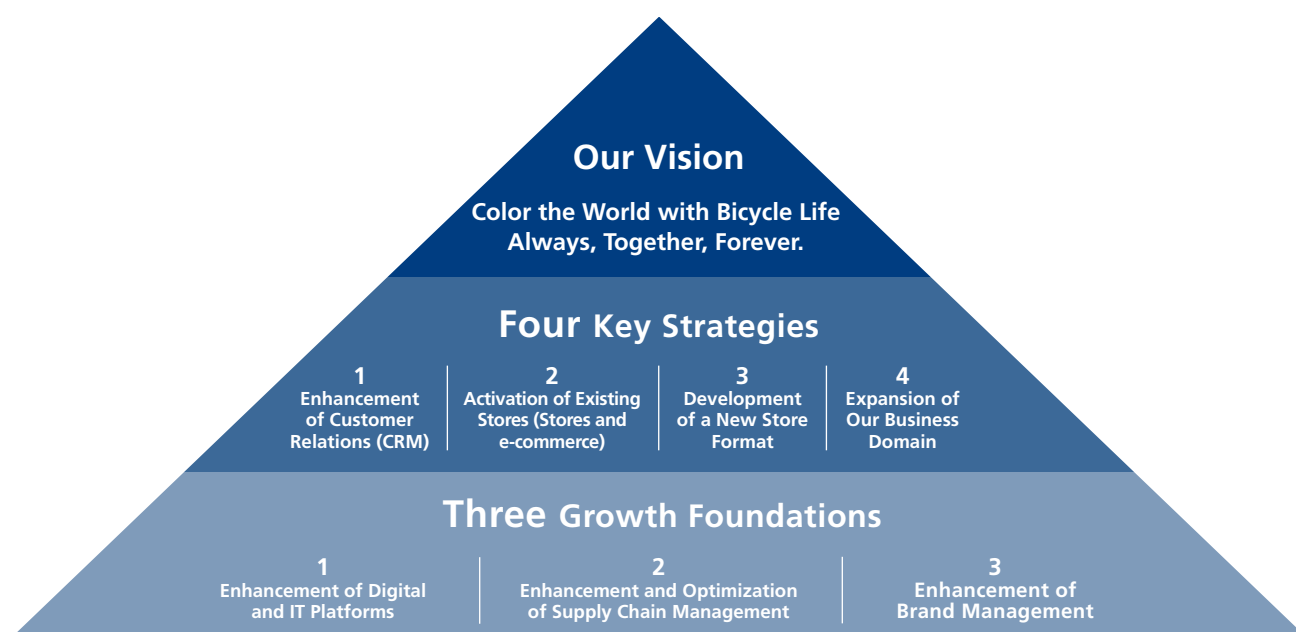 Our Vision
Color the World with Bicycle Life
Always, Together, Forever.
Four Key Strategies
1
Enhancement
of Customer
Relations (CRM)
2
Activation of Existing
Stores (Stores and
e-commerce)
3
Development
of a New Store
Format
4
Expansion of
Our Business
Domain
Three Growth Foundations
1
Enhancement of Digital
and IT Platforms
2
Enhancement and Optimization
of Supply Chain Management
3
Enhancement of
Brand Management